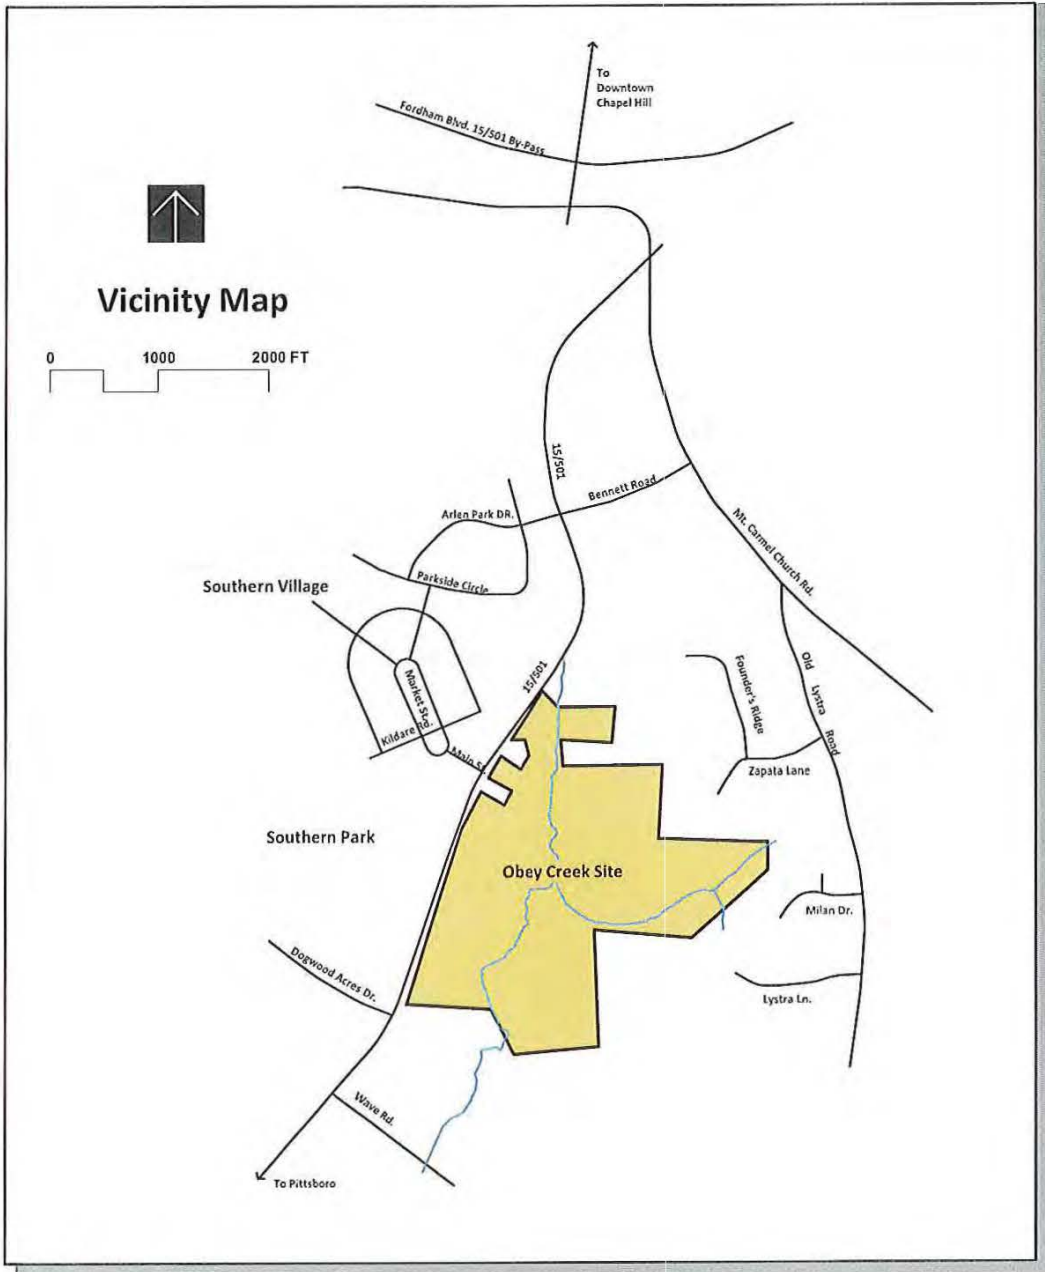 To
Downtown
Chapel Hill
Fordham Blvd. 15/501 By-Pass
Vicinity Map
0 1000 2000 FT
15/501
Bennett Road
Arlen Park DR.
Mt. Carmel Church Rd.
Parkside Circle
Southern Village
Old Lystra Road
Founder's Ridge
15/501
Market St.
Kildare Rd.
Main St.
Zapata Lane
Southern Park
Obey Creek Site
Milan Dr.
Dogwood Acres Dr.
Lystra Ln.
Wave Rd.
To Pittsboro